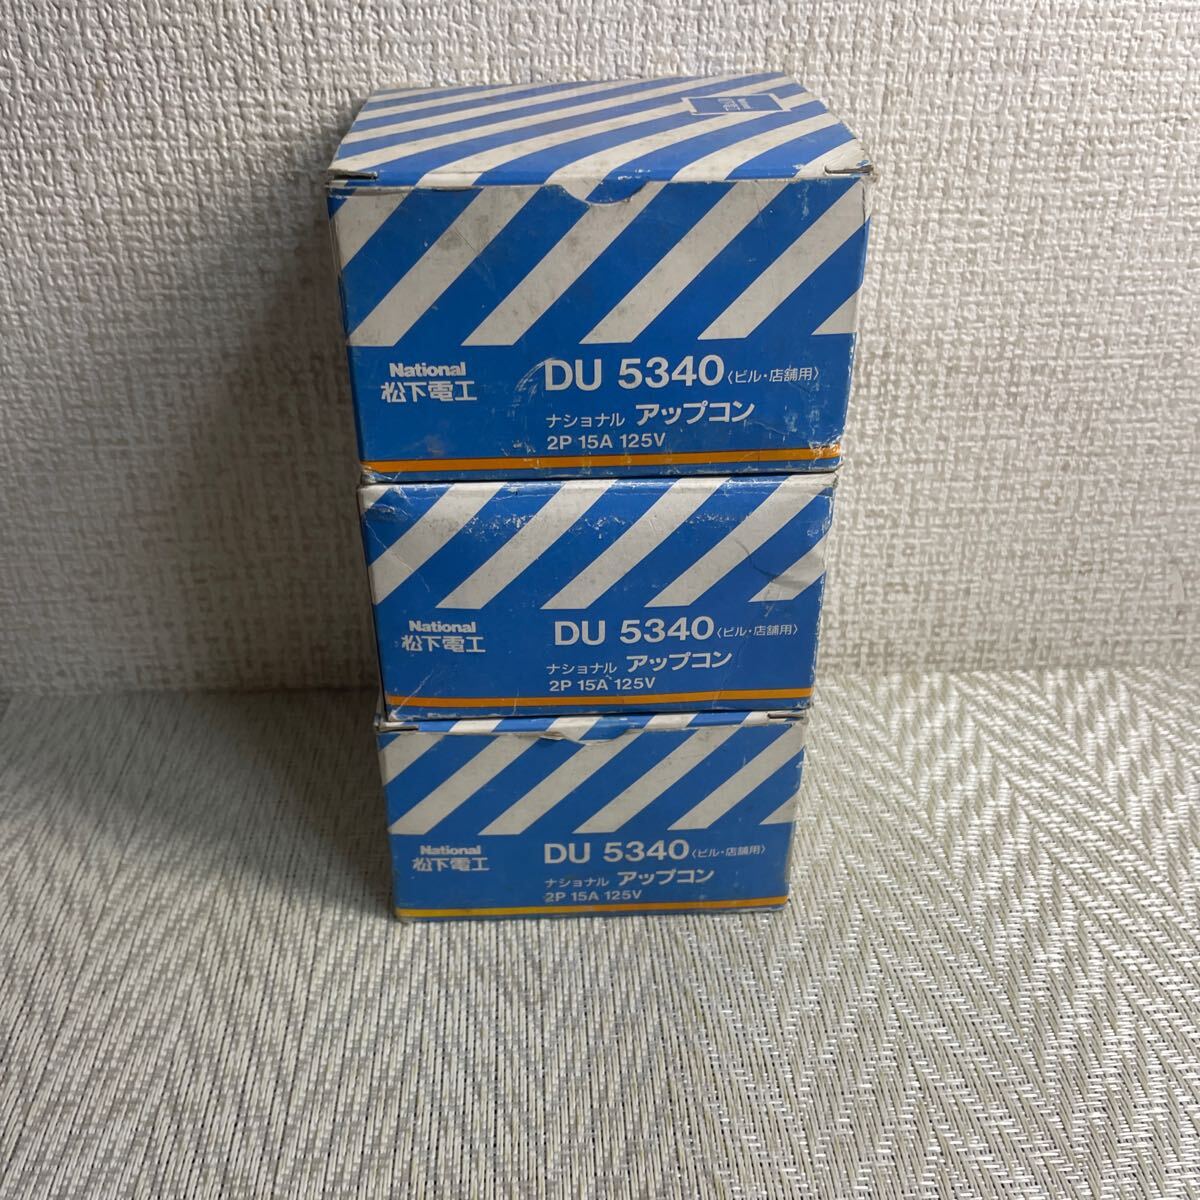 National
松下電工
DU 5340〈ビル・店舗用〉
ナショナル アップコン
2P 15A 125V
National
松下電工
DU 5340〈ビル・店舗用〉
ナショナル アップコン
2P 15A 125V
National
松下電工
DU 5340〈ビル・店舗用〉
ナショナル アップコン
2P 15A 125V